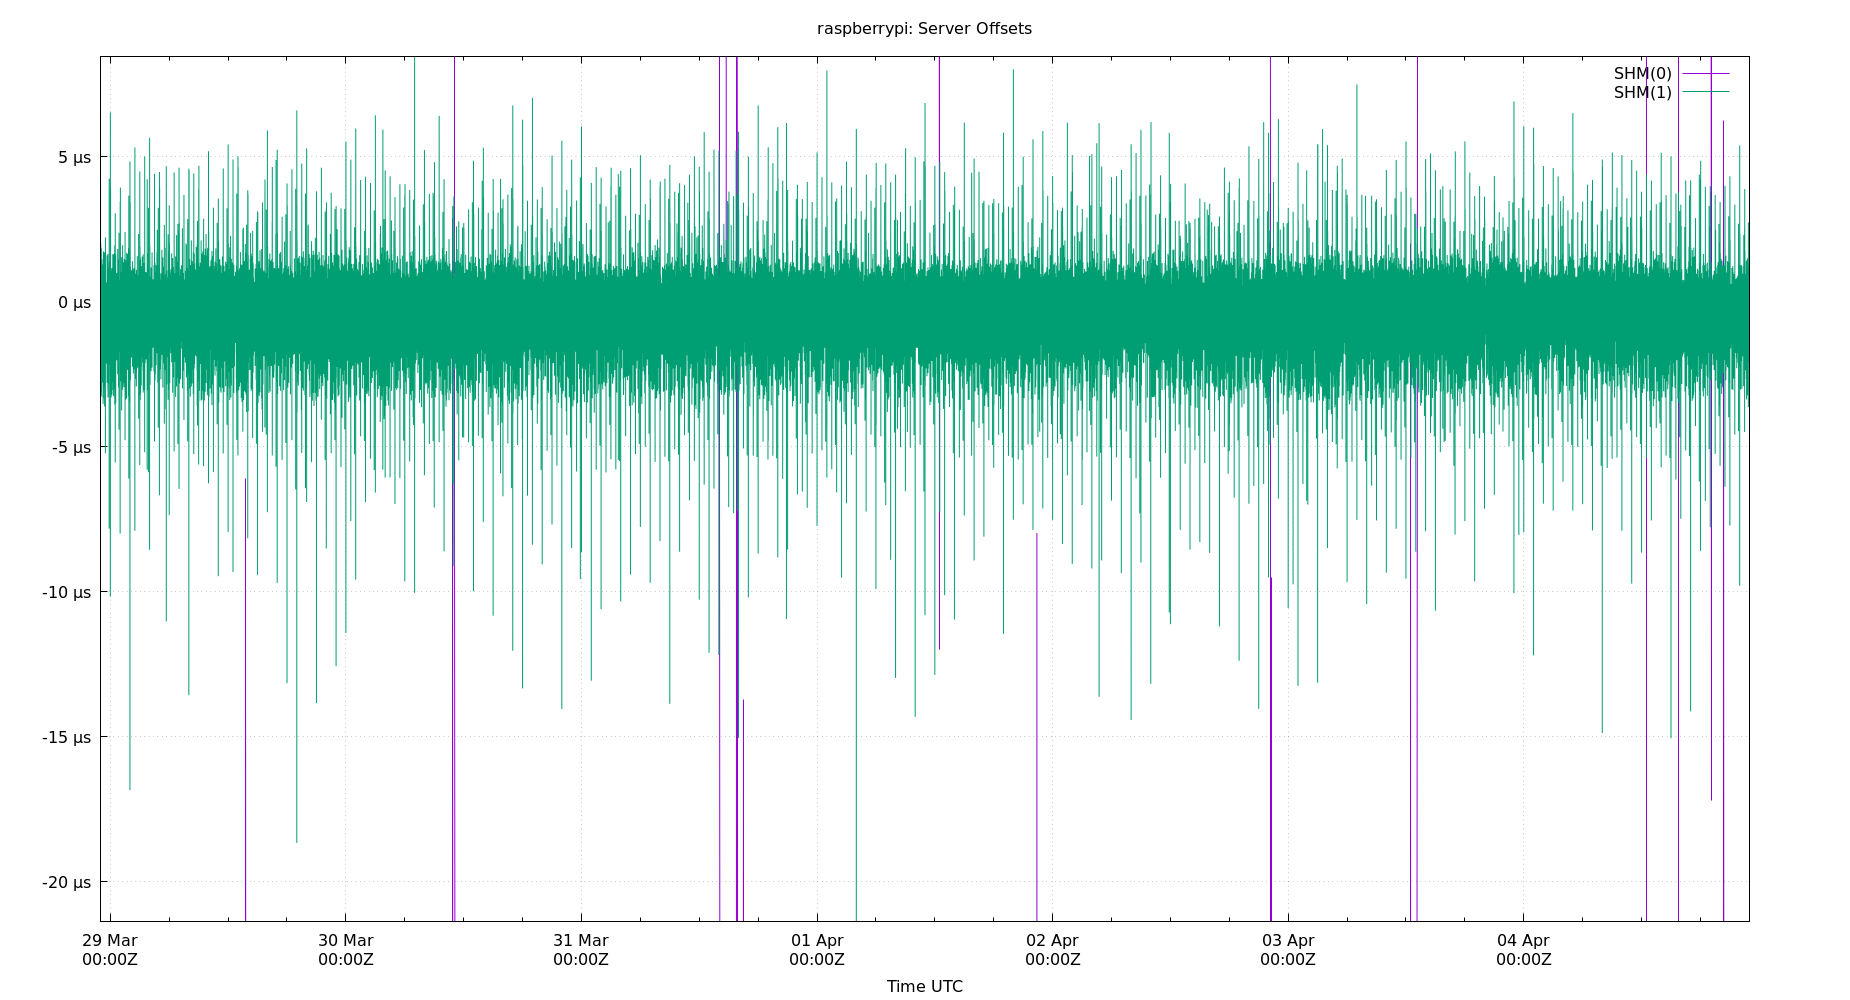 raspberrypi: Server Offsets
SHM(0)
SHM(1)
5 µs
0 µs
-5 µs
-10 µs
-15 µs
-20 µs
29 Mar 30 Mar 31 Mar 01 Apr 02 Apr 03 Apr 04 Apr
00:00Z 00:00Z 00:00Z 00:00Z 00:00Z 00:00Z 00:00Z
Time UTC